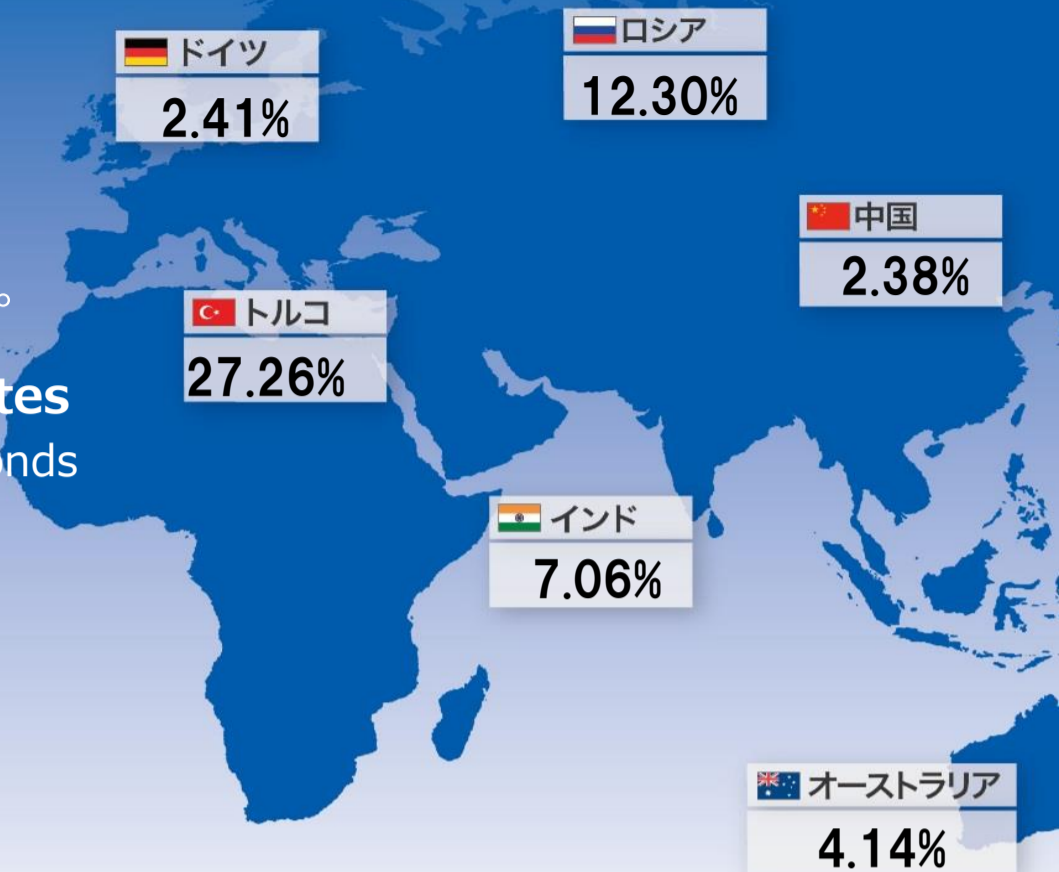 ドイツ
2.41%
ロシア
12.30%
中国
2.38%
。
トルコ
27.26%
tes
onds
インド
7.06%
オーストラリア
4.14%